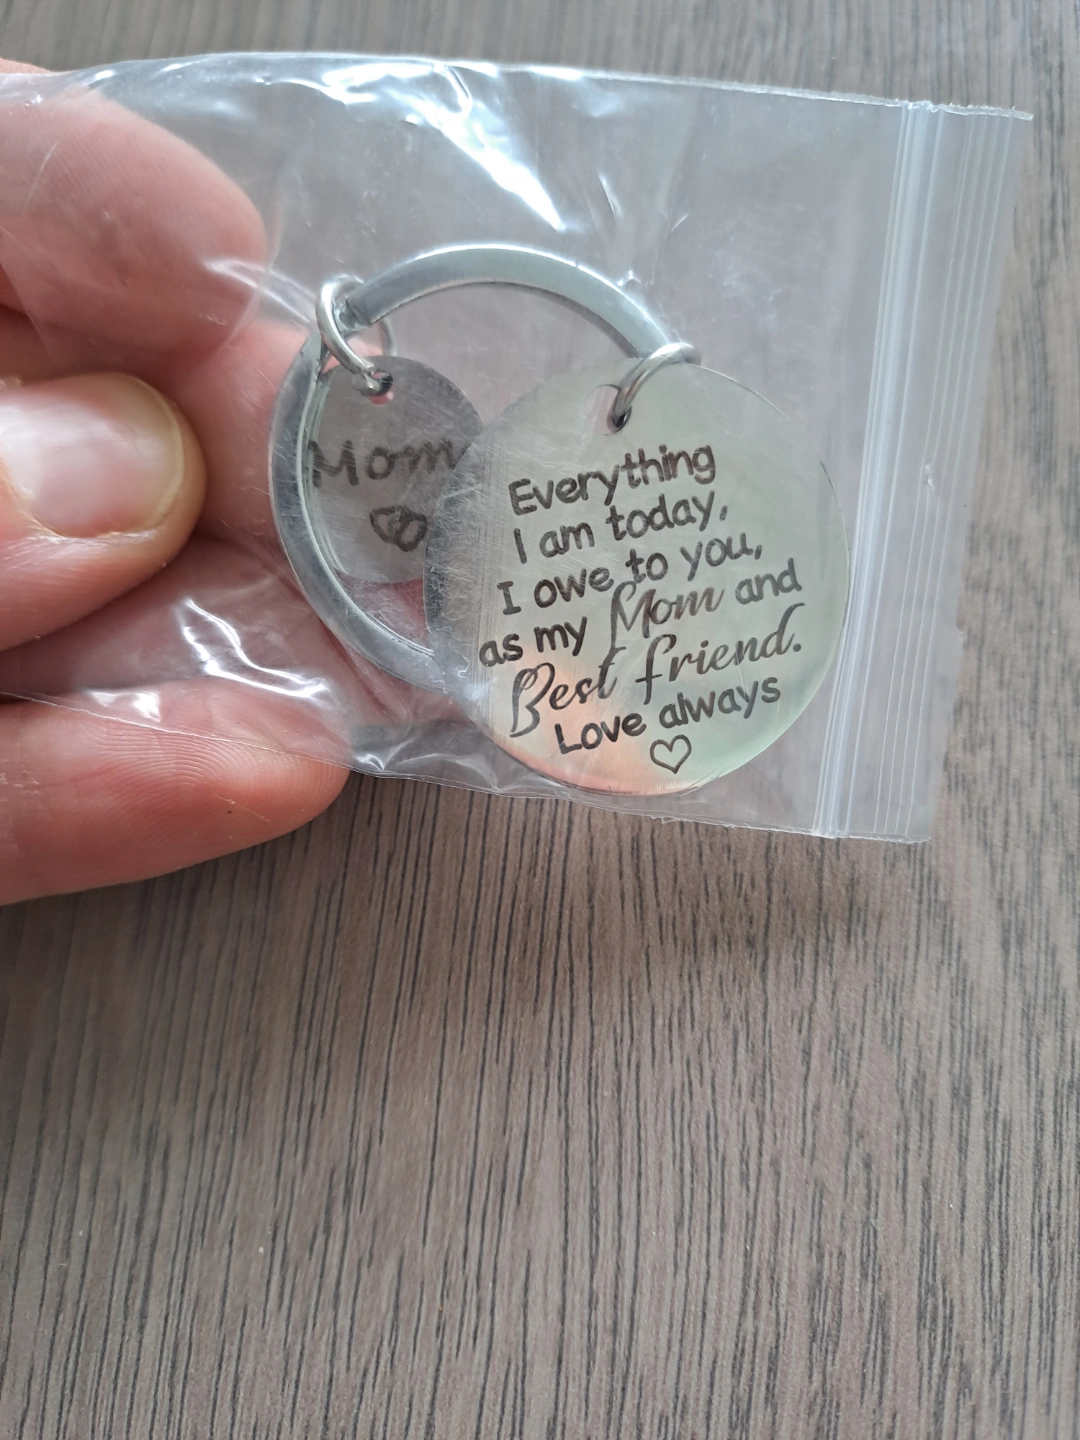 Mom
Everything
I am today,
I owe to you,
as my Mom and
Best friend.
Love always